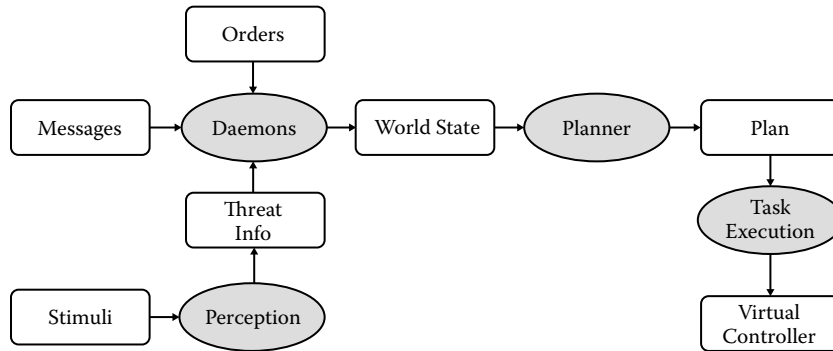 Orders
Messages
Daemons
World State
Planner
Plan
Threat
Info
Task
Execution
Stimuli
Perception
Virtual
Controller